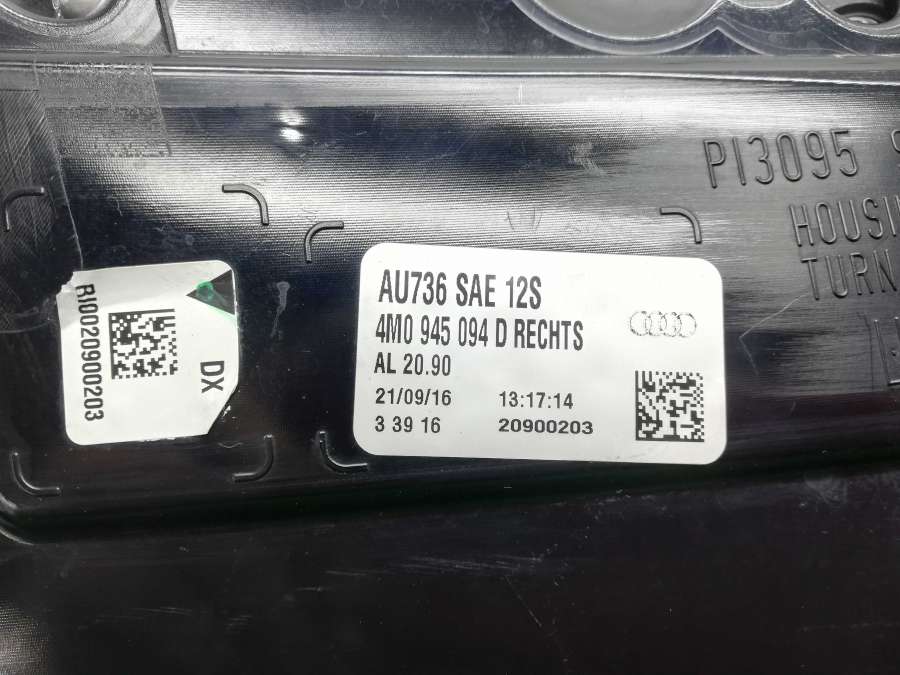 PI3095
HOUSIN
TURN
AU736 SAE 12S
4M0 945 094 D RECHTS
AL 20.90
21/09/16 13:17:14
3 39 16 20900203
RI0020900203
DX